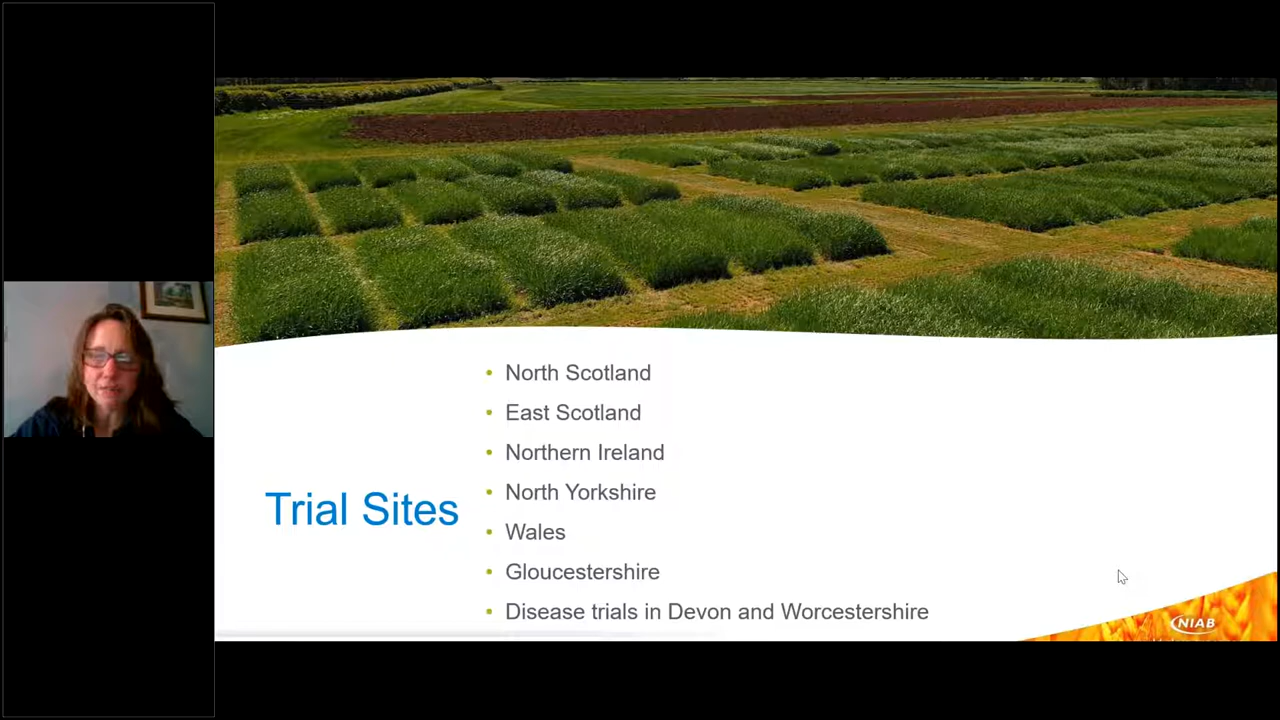 North Scotland
East Scotland
Northern Ireland
North Yorkshire
Trial Sites
Wales
Gloucestershire
Disease trials in Devon and Worcestershire
NIAB